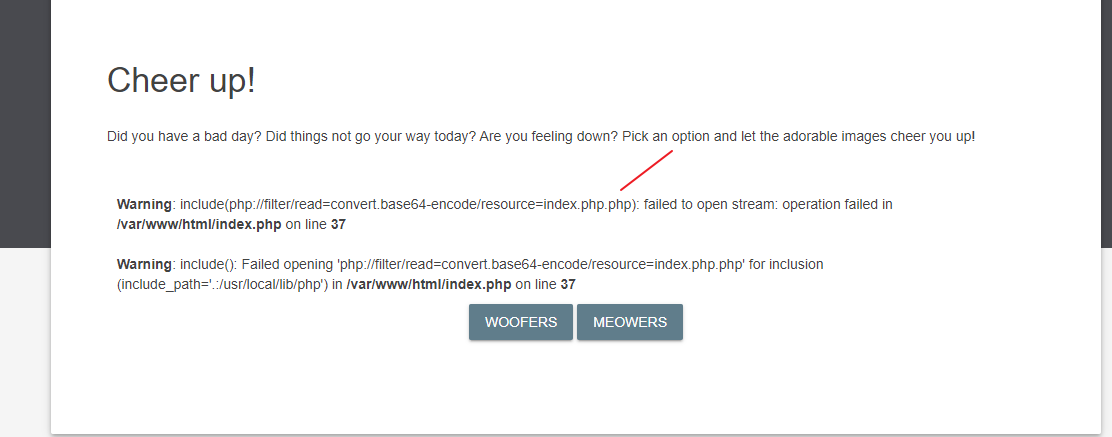 Cheer up!
Did you have a bad day? Did things not go your way today? Are you feeling down? Pick an option and let the adorable images cheer you up!
Warning: include(php://filter/read=convert.base64-encode/resource=index.php.php): failed to open stream: operation failed in
/var/www/html/index.php on line 37
Warning: include(): Failed opening 'php://filter/read=convert.base64-encode/resource=index.php.php' for inclusion
(include_path='.:/usr/local/lib/php') in /var/www/html/index.php on line 37
WOOFERS MEOWERS